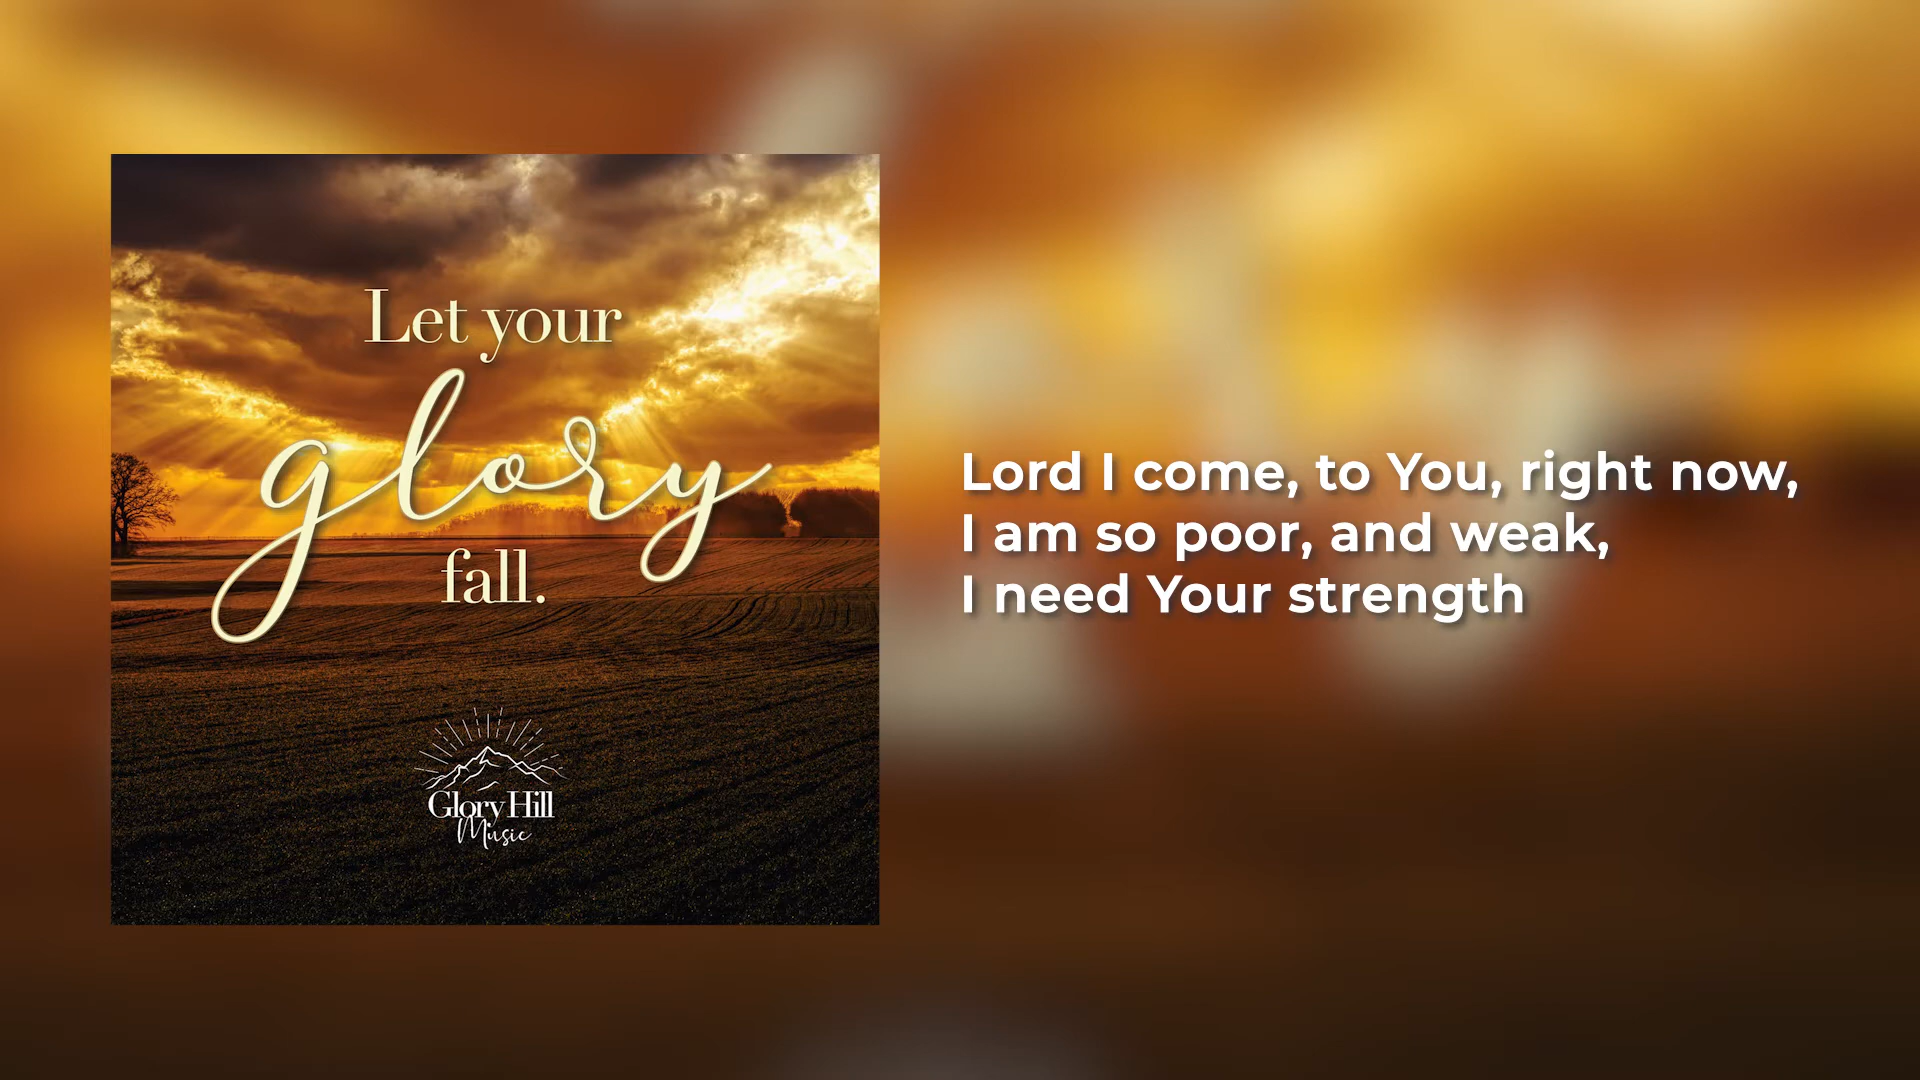 Let your
glory
fall.
Glory Hill
Music
Lord I come, to You, right now,
I am so poor, and weak,
I need Your strength